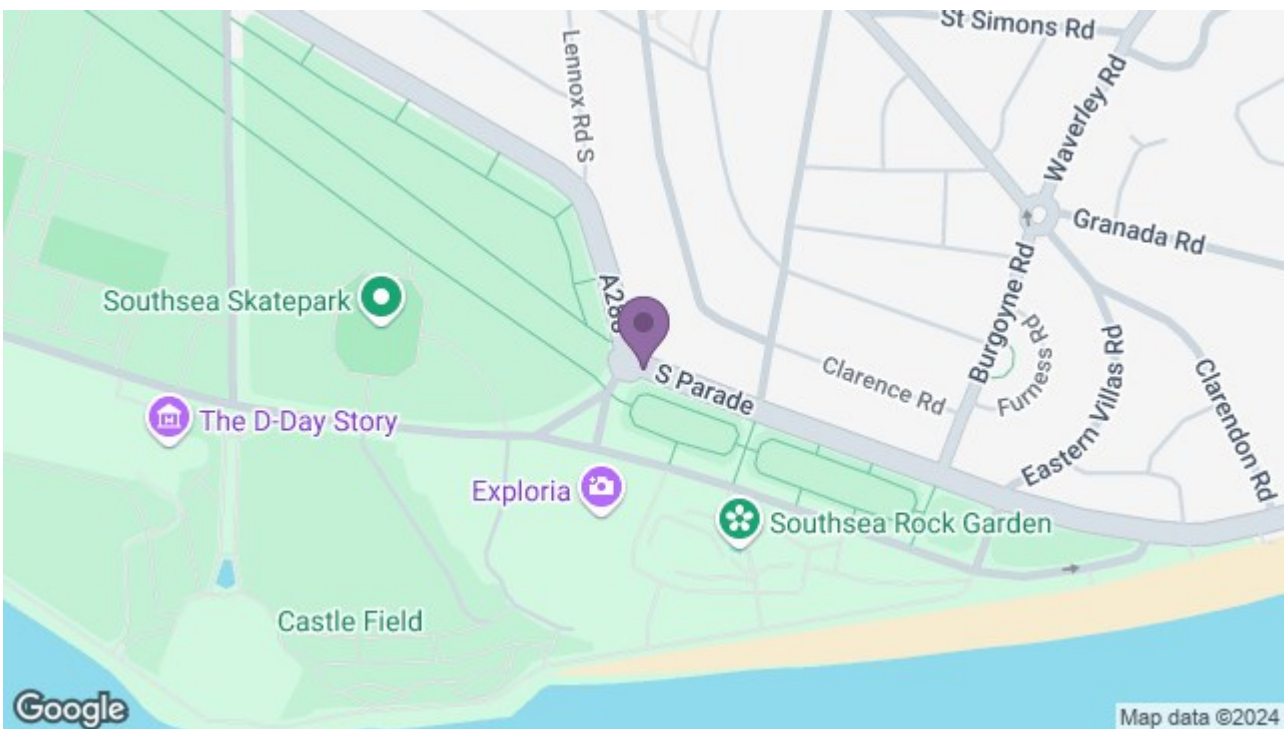 St Simons Rd
Lennox Rd S
Waverley Rd
Granada Rd
Southsea Skatepark
A288
Burgoyne Rd
Furness Rd
Eastern Villas Rd
Clarendon Rd
S Parade
Clarence Rd
The D-Day Story
Exploria
Southsea Rock Garden
Castle Field
Google
Map data ©2024